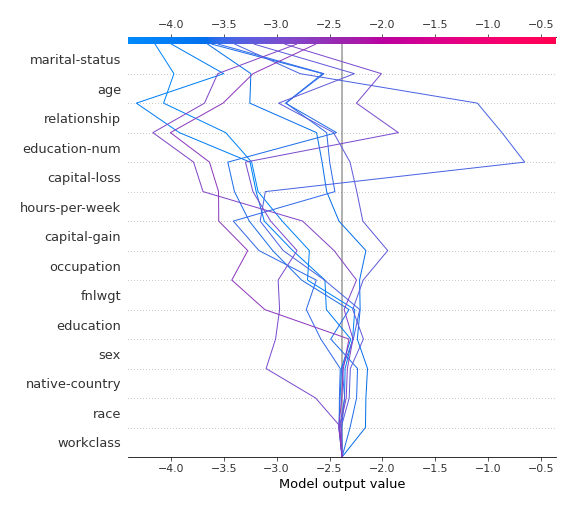 −4.0 −3.5 −3.0 −2.5 −2.0 −1.5 −1.0 −0.5
marital-status
age
relationship
education-num
capital-loss
hours-per-week
capital-gain
occupation
fnlwgt
education
sex
native-country
race
workclass
−4.0 −3.5 −3.0 −2.5 −2.0 −1.5 −1.0 −0.5
Model output value